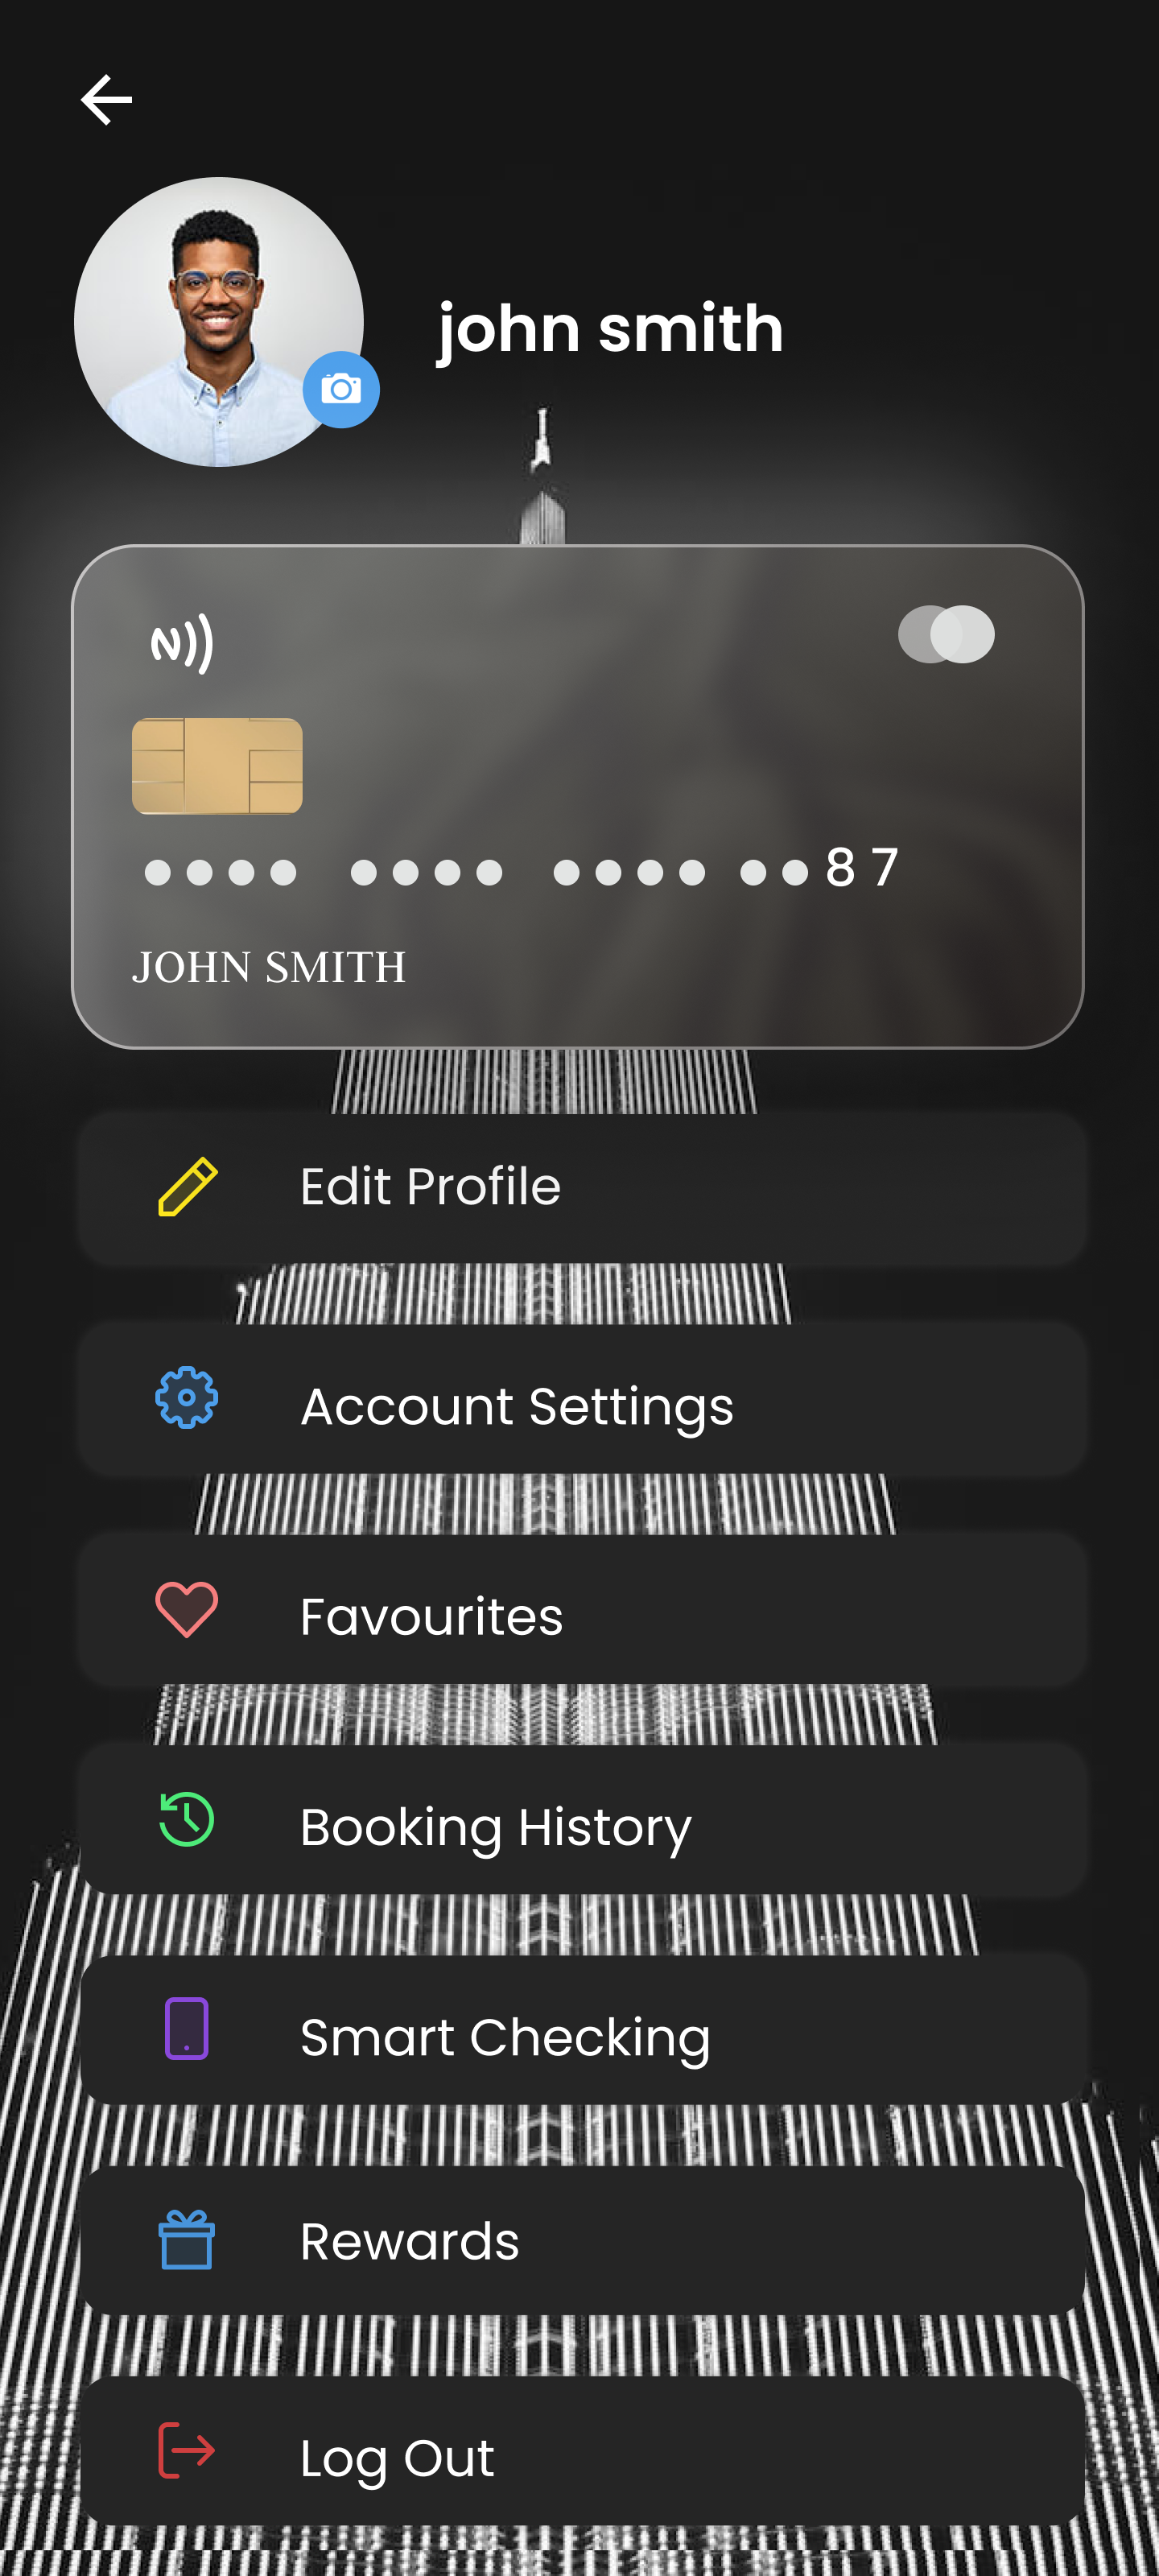 john smith
•••• •••• •••• ••87
JOHN SMITH
Edit Profile
Account Settings
Favourites
Booking History
Smart Checking
Rewards
Log Out